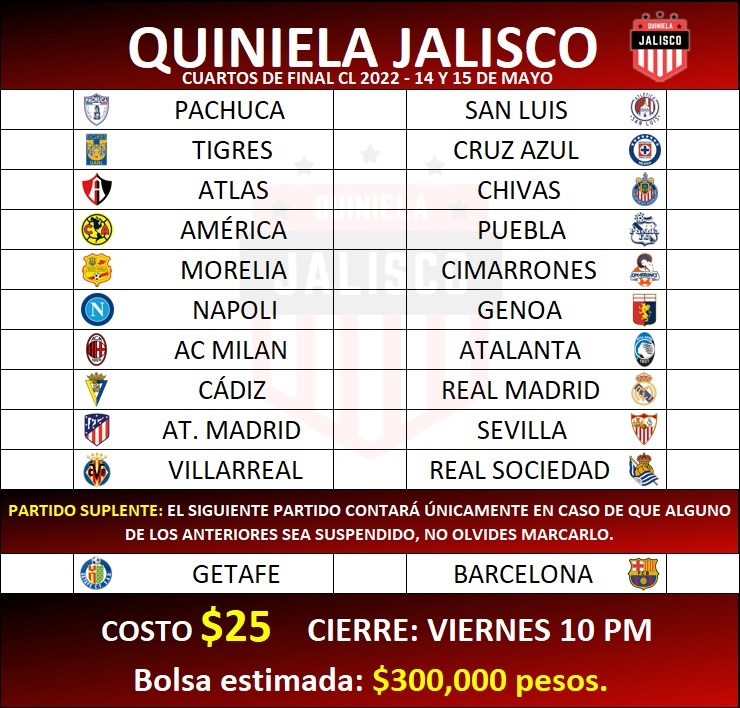 QUINIELA JALISCO
JALISCO
CUARTOS DE FINAL CL 2022 - 14 Y 15 DE MAYO
PACHUCA SAN LUIS
TIGRES CRUZ AZUL
ATLAS CHIVAS
AMÉRICA PUEBLA
MORELIA CIMARRONES
NAPOLI GENOA
AC MILAN ATALANTA
CÁDIZ REAL MADRID
AT. MADRID SEVILLA
VILLARREAL REAL SOCIEDAD
QUINIELA
JALISCO
PARTIDO SUPLENTE: EL SIGUIENTE PARTIDO CONTARÁ ÚNICAMENTE EN CASO DE QUE ALGUNO
DE LOS ANTERIORES SEA SUSPENDIDO, NO OLVIDES MARCARLO.
GETAFE BARCELONA
COSTO $25 CIERRE: VIERNES 10 PM
Bolsa estimada: $300,000 pesos.